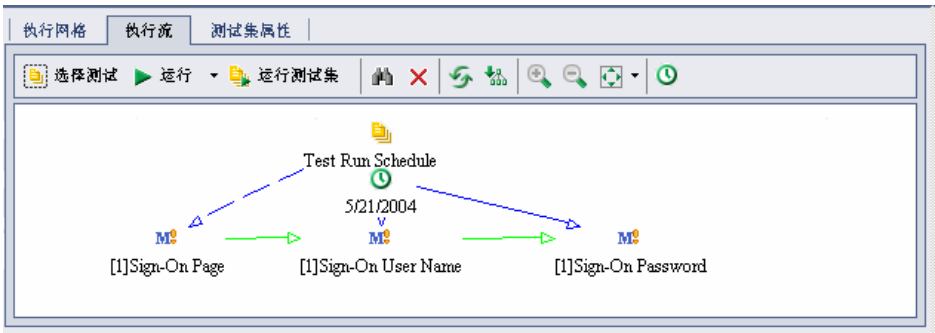 执行网格 执行流 测试集属性
选择测试 运行 运行测试集
Test Run Schedule
5/21/2004
[1]Sign-On Page [1]Sign-On User Name [1]Sign-On Password